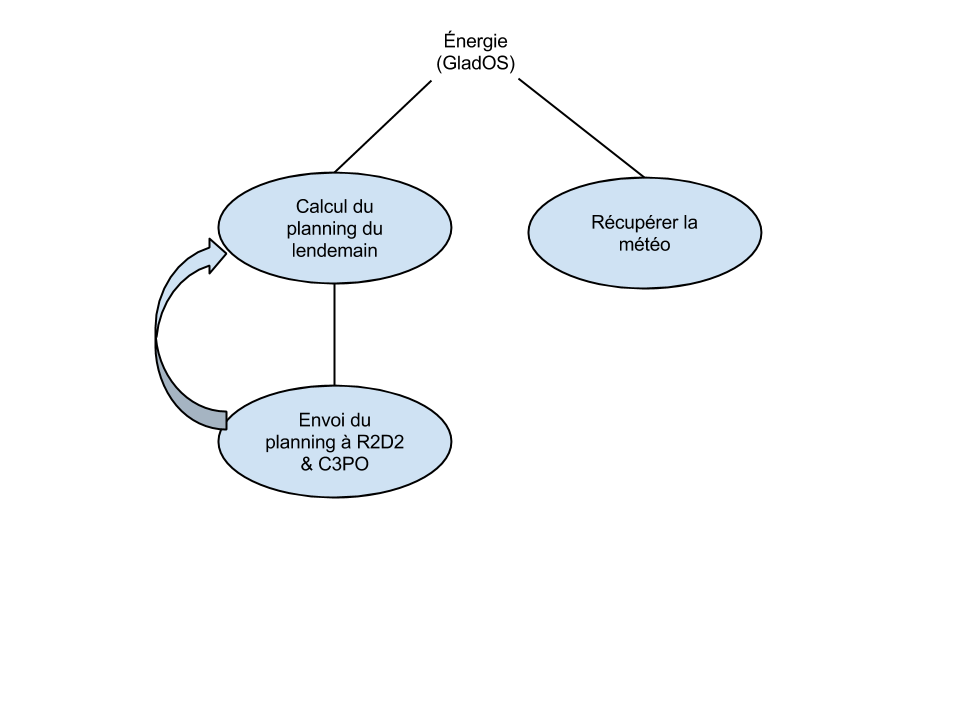 Énergie
(GladOS)
Calcul du
planning du
lendemain
Récupérer la
météo
Envoi du
planning à R2D2
& C3PO